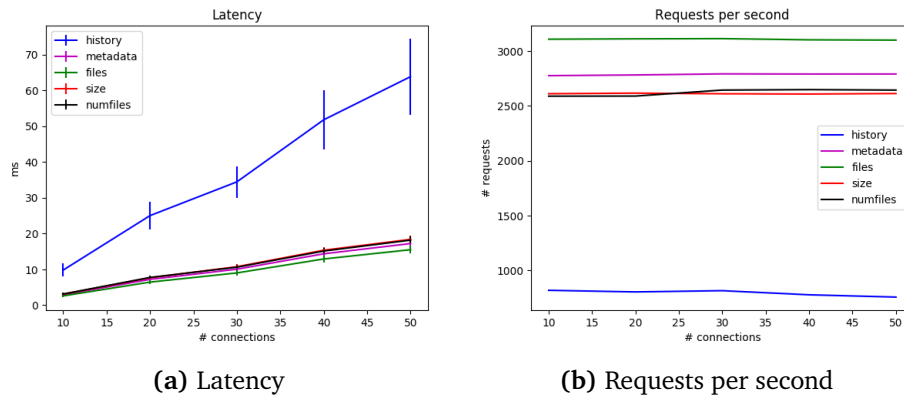 Latency
history
metadata
files
size
numfiles
ms
70
60
50
40
30
20
10
0
10 15 20 25 30 35 40 45 50
# connections
(a) Latency
Requests per second
# requests
3000
2500
2000
1500
1000
history
metadata
files
size
numfiles
10 15 20 25 30 35 40 45 50
# connections
(b) Requests per second